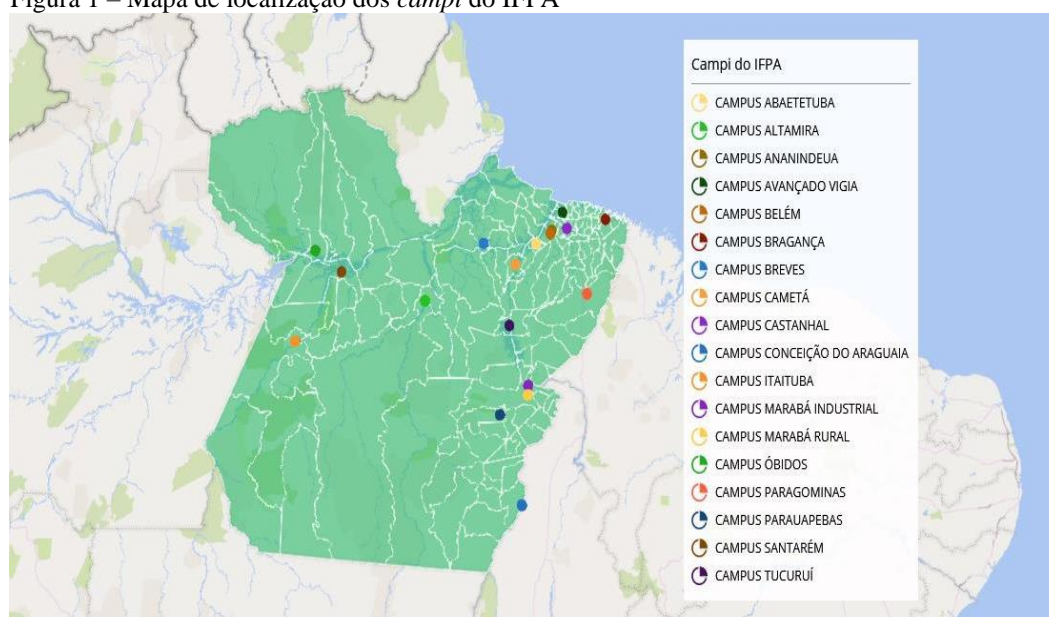 Figura 1 – Mapa de localização dos campi do IFPA
Campi do IFPA
CAMPUS ABAETETUBA
CAMPUS ALTAMIRA
CAMPUS ANANINDEUA
CAMPUS AVANÇADO VIGIA
CAMPUS BELÉM
CAMPUS BRAGANÇA
CAMPUS BREVES
CAMPUS CAMETÁ
CAMPUS CASTANHAL
CAMPUS CONCEIÇÃO DO ARAGUAIA
CAMPUS ITAITUBA
CAMPUS MARABÁ INDUSTRIAL
CAMPUS MARABÁ RURAL
CAMPUS ÓBIDOS
CAMPUS PARAGOMINAS
CAMPUS PARAUAPEBAS
CAMPUS SANTARÉM
CAMPUS TUCURUÍ